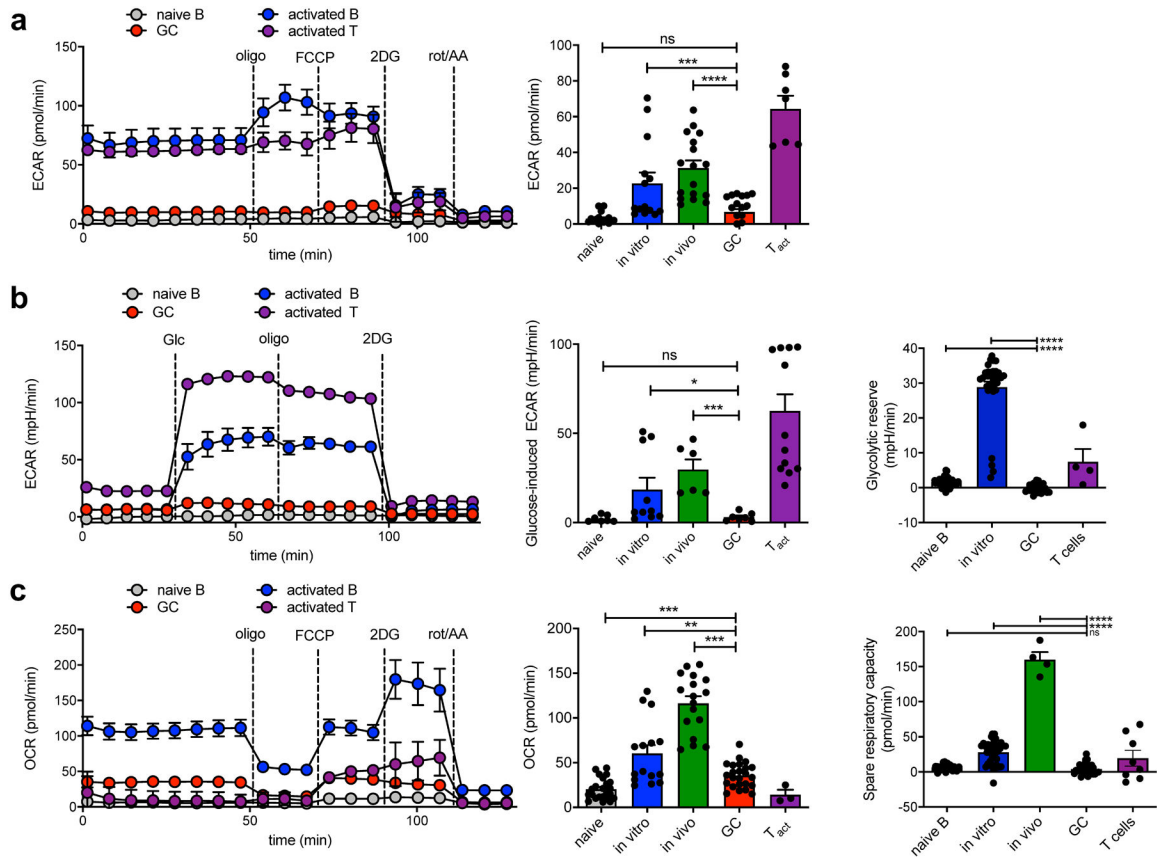 a
naive B
activated B
GC
activated T
oligo
FCCP
2DG
rot/AA
150
100
50
0
ECAR (pmol/min)
0
50
100
time (min)
ns
***
****
100
80
60
40
20
0
ECAR (pmol/min)
naive
in vitro
in vivo
GC
T act
b
naive B
activated B
GC
activated T
Glc
oligo
2DG
150
100
50
0
ECAR (mpH/min)
0
50
100
time (min)
ns
*
***
100
50
0
Glucose-induced ECAR (mpH/min)
naive
in vitro
in vivo
GC
T act
****
****
40
30
20
10
0
-10
Glycolytic reserve
(mpH/min)
naive B
in vitro
GC
T cells
c
naive B
activated B
GC
activated T
oligo
FCCP
2DG
rot/AA
250
200
150
100
50
0
OCR (pmol/min)
0
50
100
time (min)
***
**
***
200
150
100
50
0
OCR (pmol/min)
naive
in vitro
in vivo
GC
T act
****
****
ns
200
150
100
50
0
-50
Spare respiratory capacity
(pmol/min)
naive B
in vitro
in vivo
GC
T cells